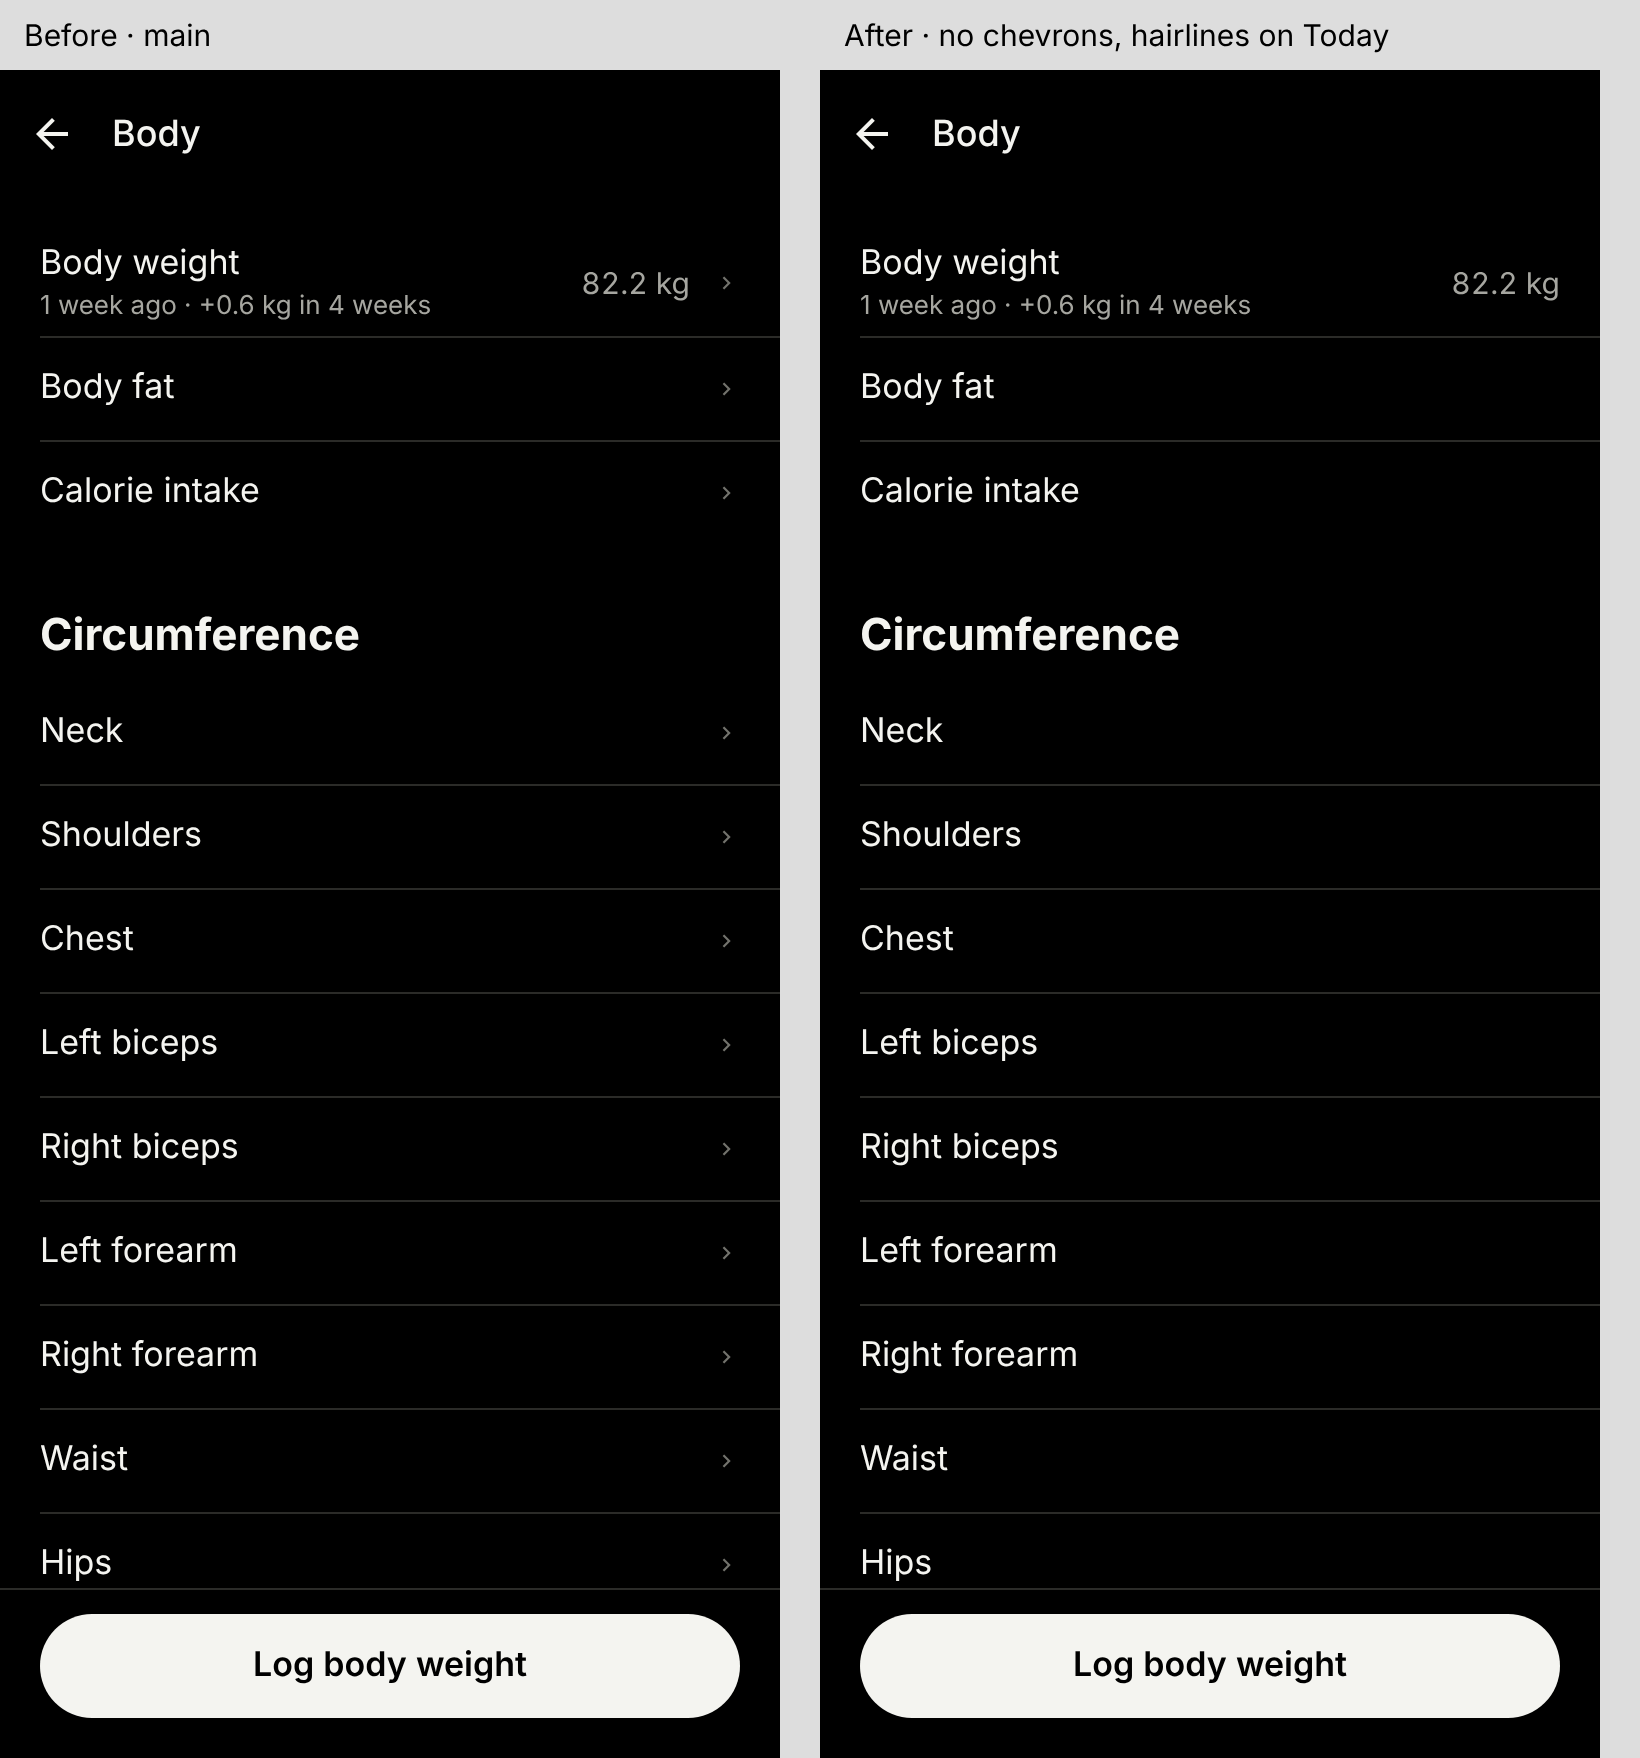 Before · main
Body
Body weight
1 week ago · +0.6 kg in 4 weeks
82.2 kg
Body fat
Calorie intake
Circumference
Neck
Shoulders
Chest
Left biceps
Right biceps
Left forearm
Right forearm
Waist
Hips
Log body weight
After · no chevrons, hairlines on Today
Body
Body weight
1 week ago · +0.6 kg in 4 weeks
82.2 kg
Body fat
Calorie intake
Circumference
Neck
Shoulders
Chest
Left biceps
Right biceps
Left forearm
Right forearm
Waist
Hips
Log body weight